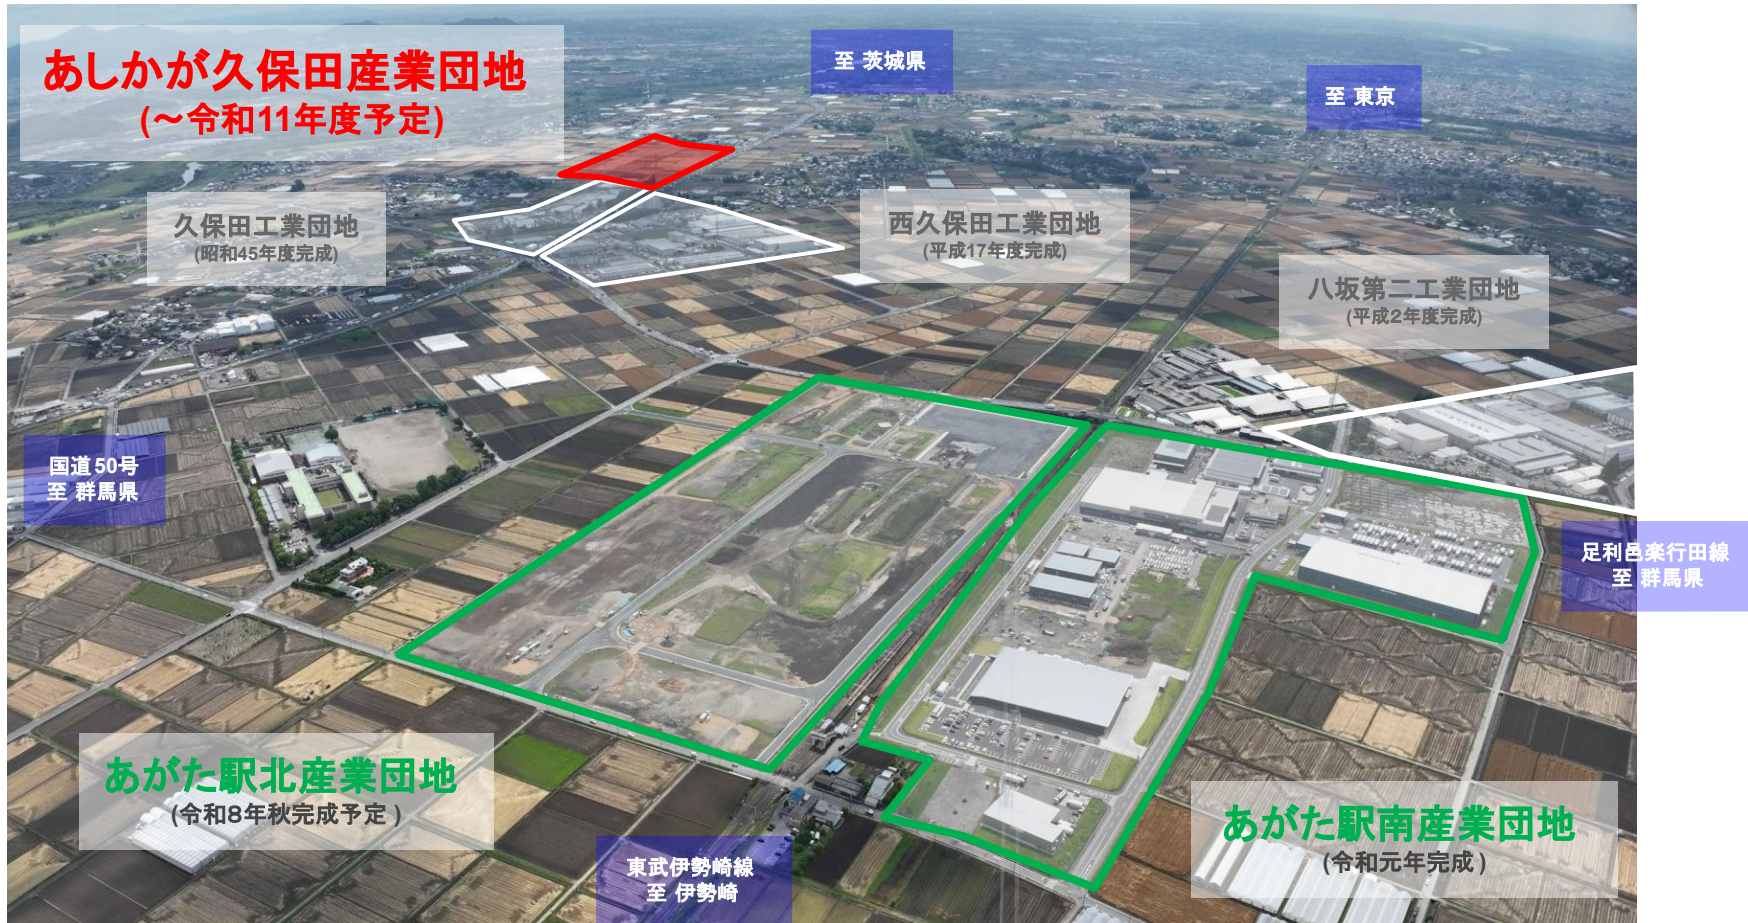 あしかが久保田産業団地
(～令和11年度予定)
至 茨城県
至 東京
久保田工業団地
(昭和45年度完成)
西久保田工業団地
(平成17年度完成)
八坂第二工業団地
(平成2年度完成)
国道50号
至 群馬県
足利邑楽行田線
至 群馬県
あがた駅北産業団地
(令和8年秋完成予定)
東武伊勢崎線
至 伊勢崎
あがた駅南産業団地
(令和元年完成)